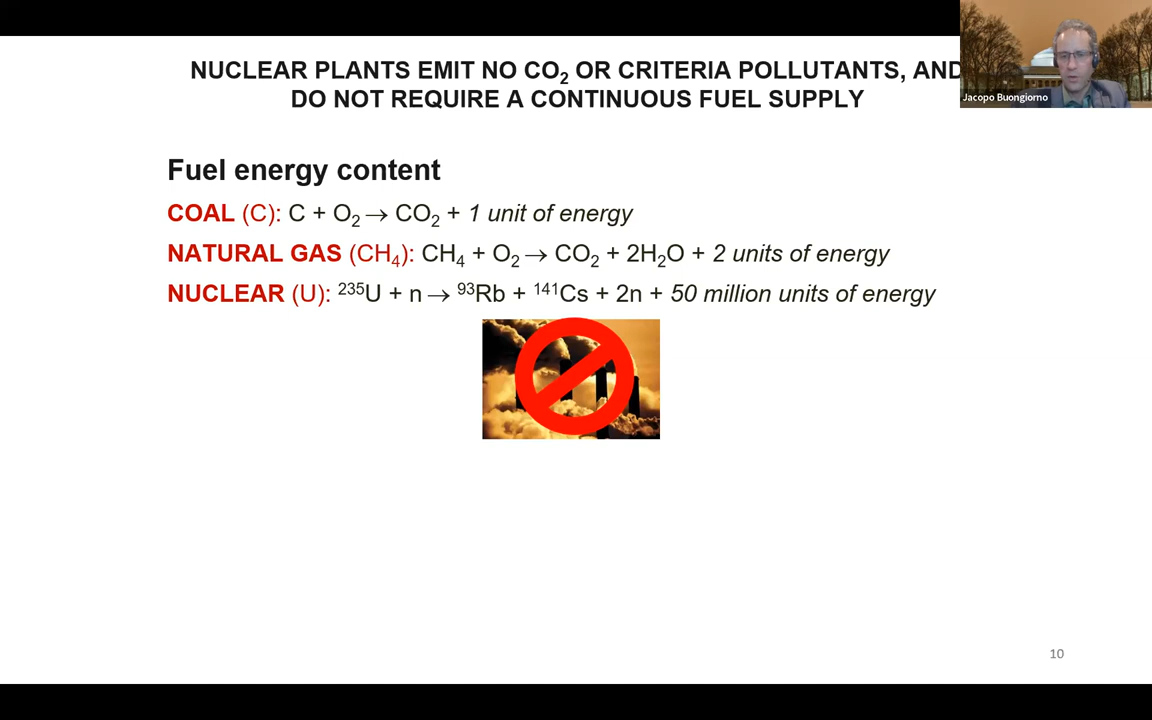 NUCLEAR PLANTS EMIT NO CO₂ OR CRITERIA POLLUTANTS, AND
DO NOT REQUIRE A CONTINUOUS FUEL SUPPLY
Jacopo Buongiorno
Fuel energy content
COAL (C): C + O₂ → CO₂ + 1 unit of energy
NATURAL GAS (CH₄): CH₄ + O₂ → CO₂ + 2H₂O + 2 units of energy
NUCLEAR (U): ²³⁵U + n → ⁹³Rb + ¹⁴¹Cs + 2n + 50 million units of energy
10